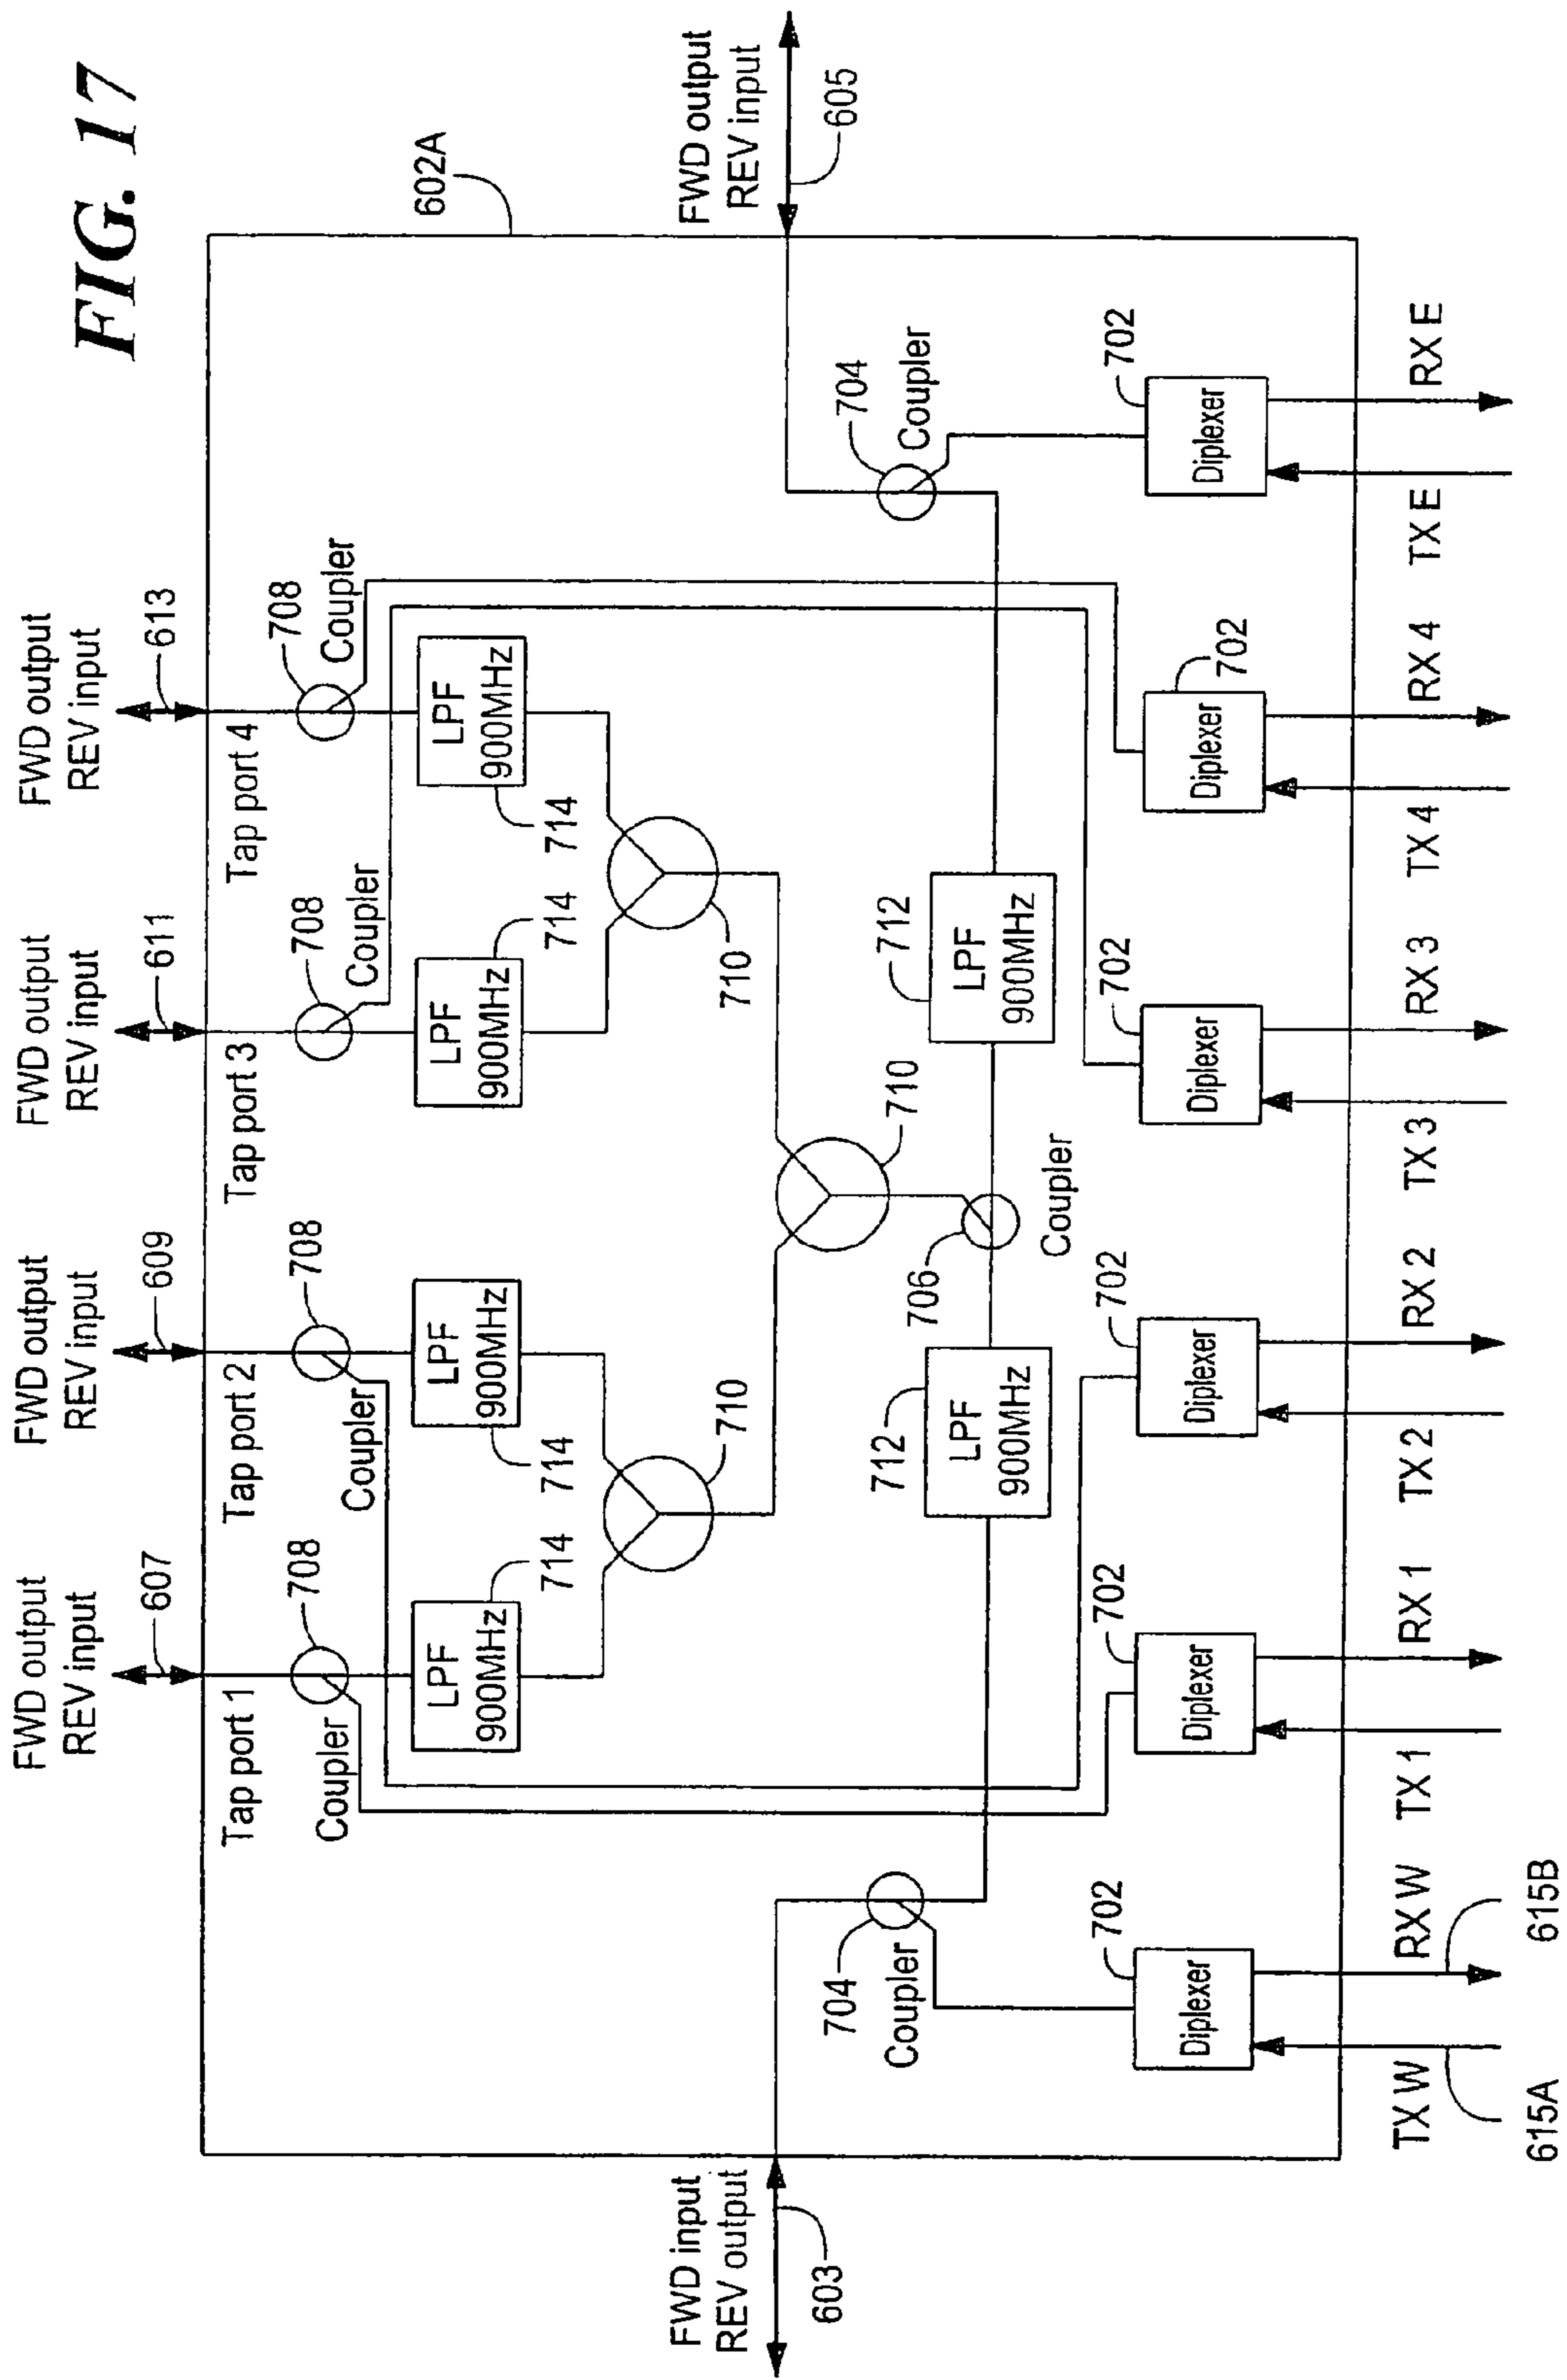 FIG. 17
FWD output
REV input
607
FWD output
REV input
609
FWD output
REV input
611
FWD output
REV input
613
602A
Tap port 1
Tap port 2
Tap port 3
Tap port 4
708
Coupler
708
Coupler
708
Coupler
708
Coupler
LPF
900MHz
714
LPF
900MHz
714
LPF
900MHz
714
LPF
900MHz
714
710
710
710
FWD input
REV output
603
FWD output
REV input
605
704
Coupler
LPF
900MHz
712
706
Coupler
LPF
900MHz
712
704
Coupler
Diplexer
702
Diplexer
702
Diplexer
702
Diplexer
702
Diplexer
702
Diplexer
702
TX W
RX W
TX 1
RX 1
TX 2
RX 2
TX 3
RX 3
TX 4
RX 4
TX E
RX E
615A
615B